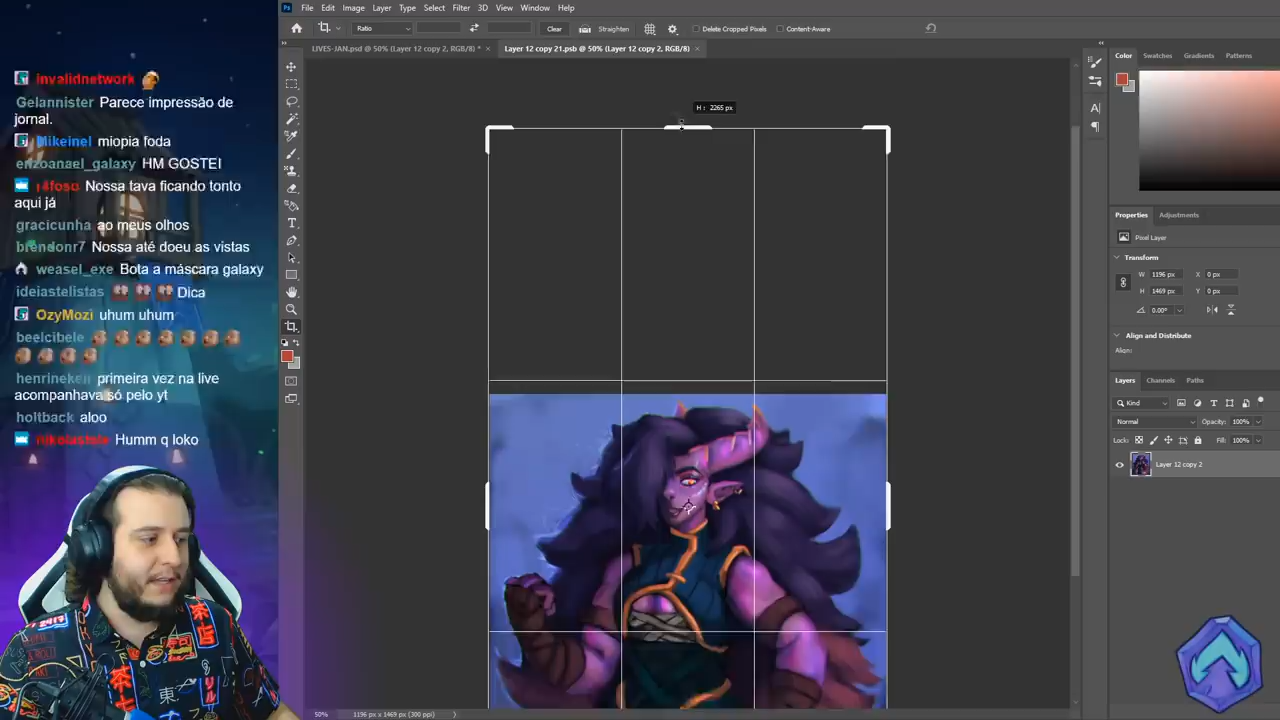 File Edit Image Layer Type Select Filter 3D View Window Help
Ratio Clear Straighten Delete Cropped Pixels Content-Aware
LIVES-JAN.psd @ 50% (Layer 12 copy 2, RGB/8) * × Layer 12 copy 21.psb @ 50% (Layer 12 copy 2, RGB/8) ×
invalidnetwork
Gelannister Parece impressão de
jornal.
Mikeinel miopia foda
enzoanael_galaxy HM GOSTEI
Nossa tava ficando tonto
aqui já
gracicunha ao meus olhos
brendonr7 Nossa até doeu as vistas
weasel_exe Bota a máscara galaxy
ideiastelistas Dica
OzyMozi uhum uhum
beelcibele
henrinekeji primeira vez na live
acompanhava só pelo yt
holtback aloo
Humm q loko
H : 2265 px
Color Swatches Gradients Patterns
Properties Adjustments
Pixel Layer
Transform
W 1196 px X 0 px
H 1469 px Y 0 px
0.00°
Align and Distribute
Align:
Layers Channels Paths
Kind
Normal Opacity: 100%
Lock: Fill: 100%
Layer 12 copy 2
50% 1196 px x 1469 px (300 ppi)